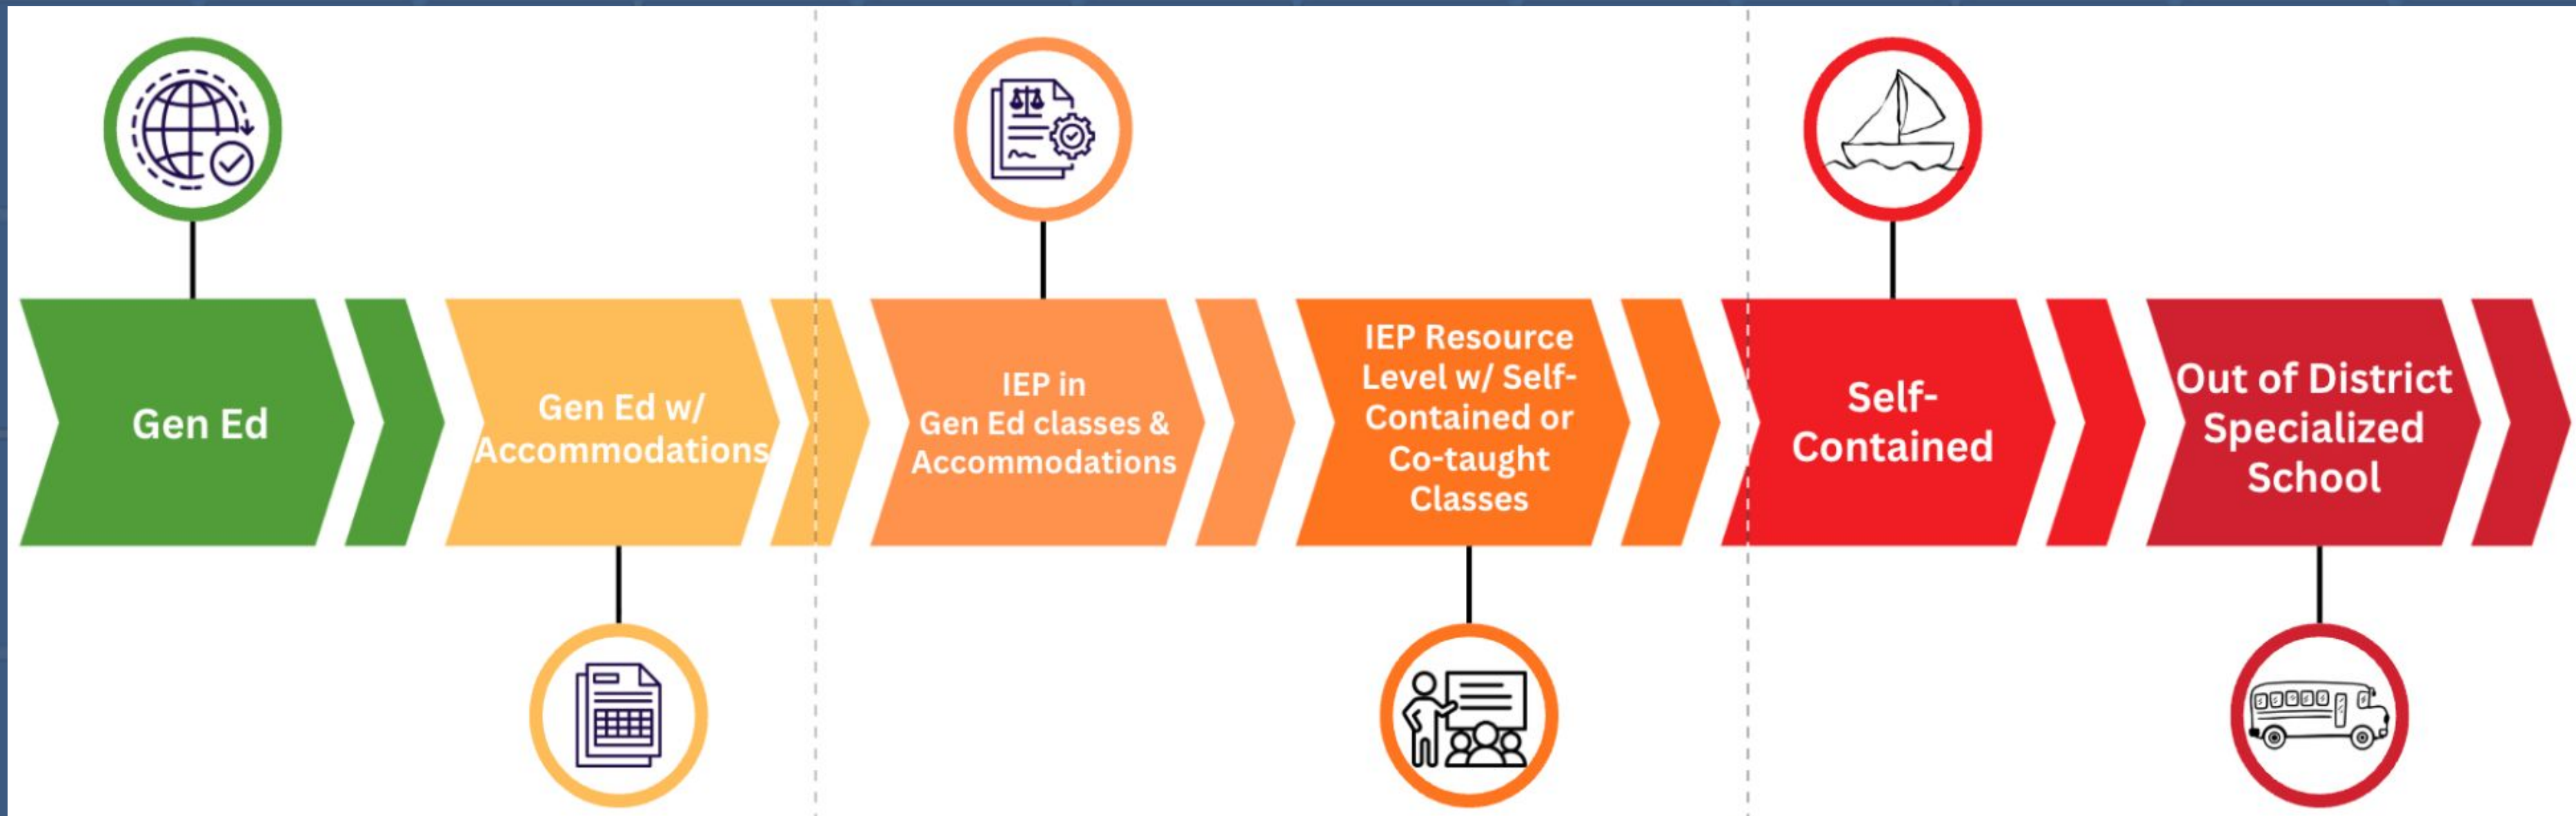 Gen Ed
Gen Ed w/
Accommodations
IEP in
Gen Ed classes &
Accommodations
IEP Resource
Level w/ Self-
Contained or
Co-taught
Classes
Self-
Contained
Out of District
Specialized
School